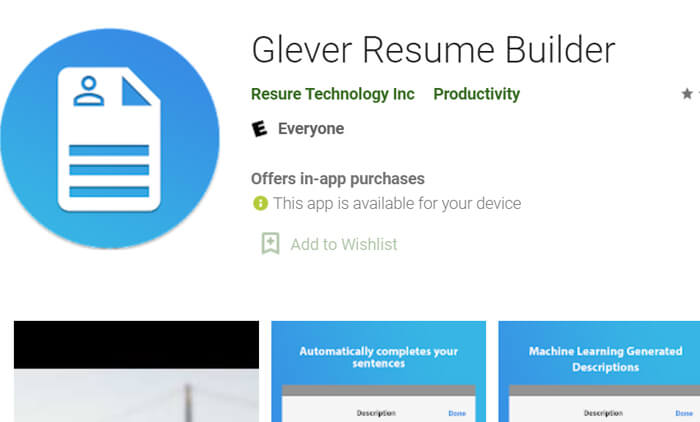 Glever Resume Builder
Resure Technology Inc Productivity
Everyone
Offers in-app purchases
This app is available for your device
Add to Wishlist
Automatically completes your
sentences
Description Done
Machine Learning Generated
Descriptions
Description Done